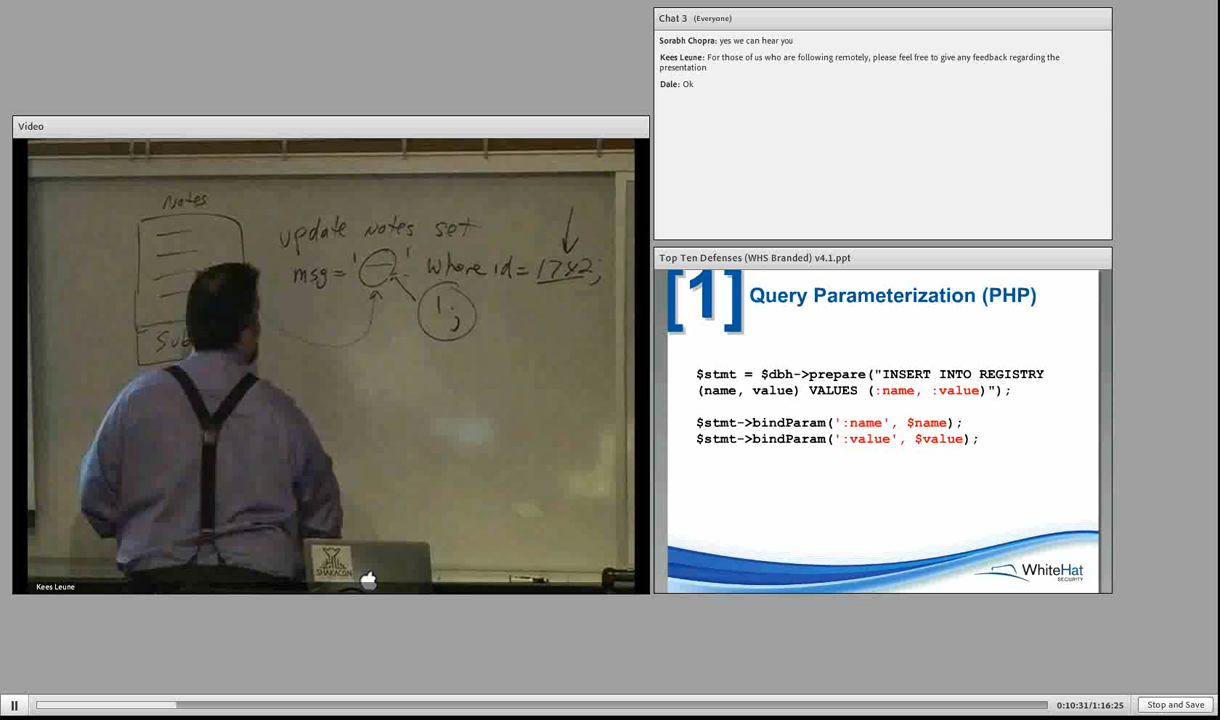 Chat 3 (Everyone)
Sorabh Chopra: yes we can hear you
Kees Leune: For those of us who are following remotely, please feel free to give any feedback regarding the
presentation
Dale: Ok
Video
Notes
update notes set
msg= ' ' where id= 1742;
';
Sub
SHAKACON
Kees Leune
Top Ten Defenses (WHS Branded) v4.1.ppt
[1] Query Parameterization (PHP)
$stmt = $dbh->prepare("INSERT INTO REGISTRY
(name, value) VALUES (:name, :value)");
$stmt->bindParam(':name', $name);
$stmt->bindParam(':value', $value);
WhiteHat
SECURITY
0:10:31/1:16:25
Stop and Save